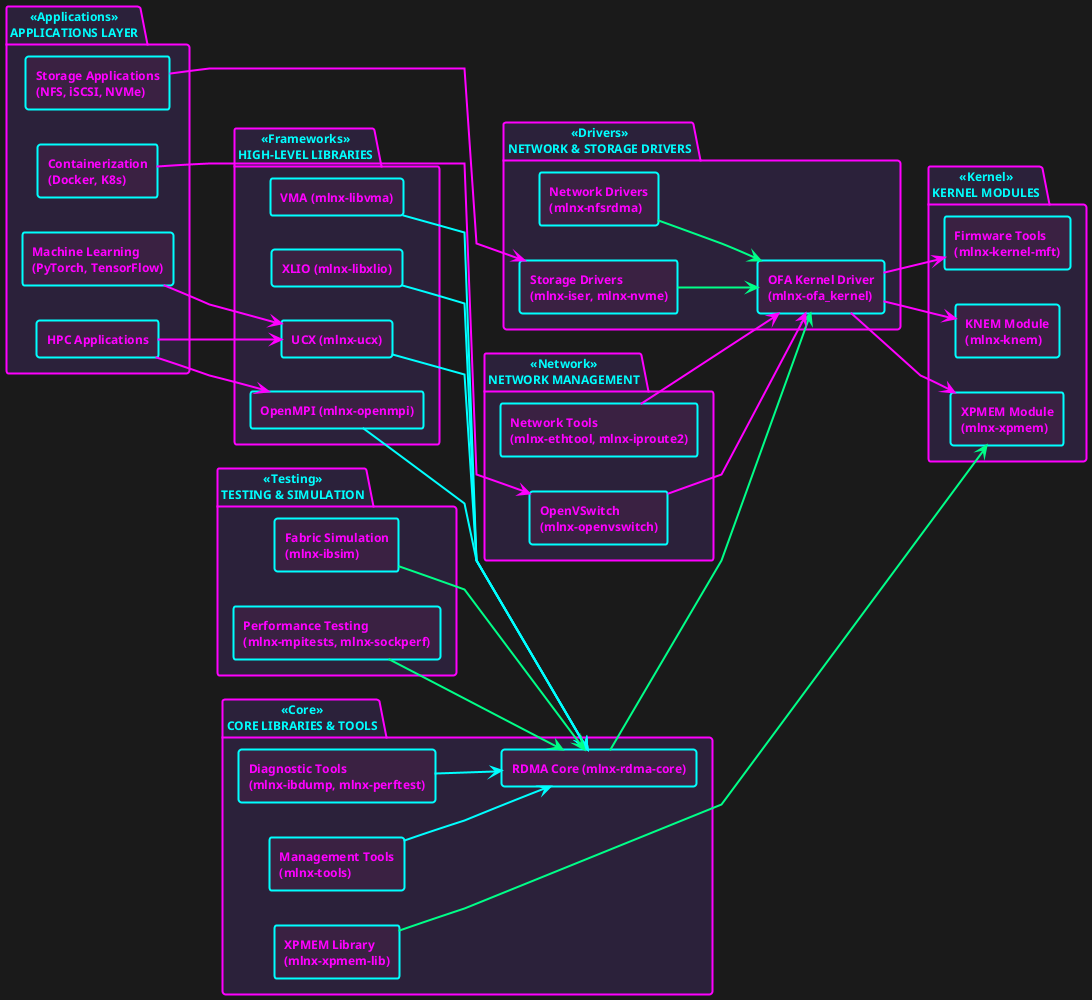 «Applications»
APPLICATIONS LAYER
Storage Applications
(NFS, iSCSI, NVMe)
Containerization
(Docker, K8s)
Machine Learning
(PyTorch, TensorFlow)
HPC Applications
«Frameworks»
HIGH-LEVEL LIBRARIES
VMA (mlnx-libvma)
XLIO (mlnx-libxlio)
UCX (mlnx-ucx)
OpenMPI (mlnx-openmpi)
«Drivers»
NETWORK & STORAGE DRIVERS
Network Drivers
(mlnx-nfsrdma)
Storage Drivers
(mlnx-iser, mlnx-nvme)
OFA Kernel Driver
(mlnx-ofa_kernel)
«Kernel»
KERNEL MODULES
Firmware Tools
(mlnx-kernel-mft)
KNEM Module
(mlnx-knem)
XPMEM Module
(mlnx-xpmem)
«Network»
NETWORK MANAGEMENT
Network Tools
(mlnx-ethtool, mlnx-iproute2)
OpenVSwitch
(mlnx-openvswitch)
«Testing»
TESTING & SIMULATION
Fabric Simulation
(mlnx-ibsim)
Performance Testing
(mlnx-mpitests, mlnx-sockperf)
«Core»
CORE LIBRARIES & TOOLS
Diagnostic Tools
(mlnx-ibdump, mlnx-perftest)
RDMA Core (mlnx-rdma-core)
Management Tools
(mlnx-tools)
XPMEM Library
(mlnx-xpmem-lib)